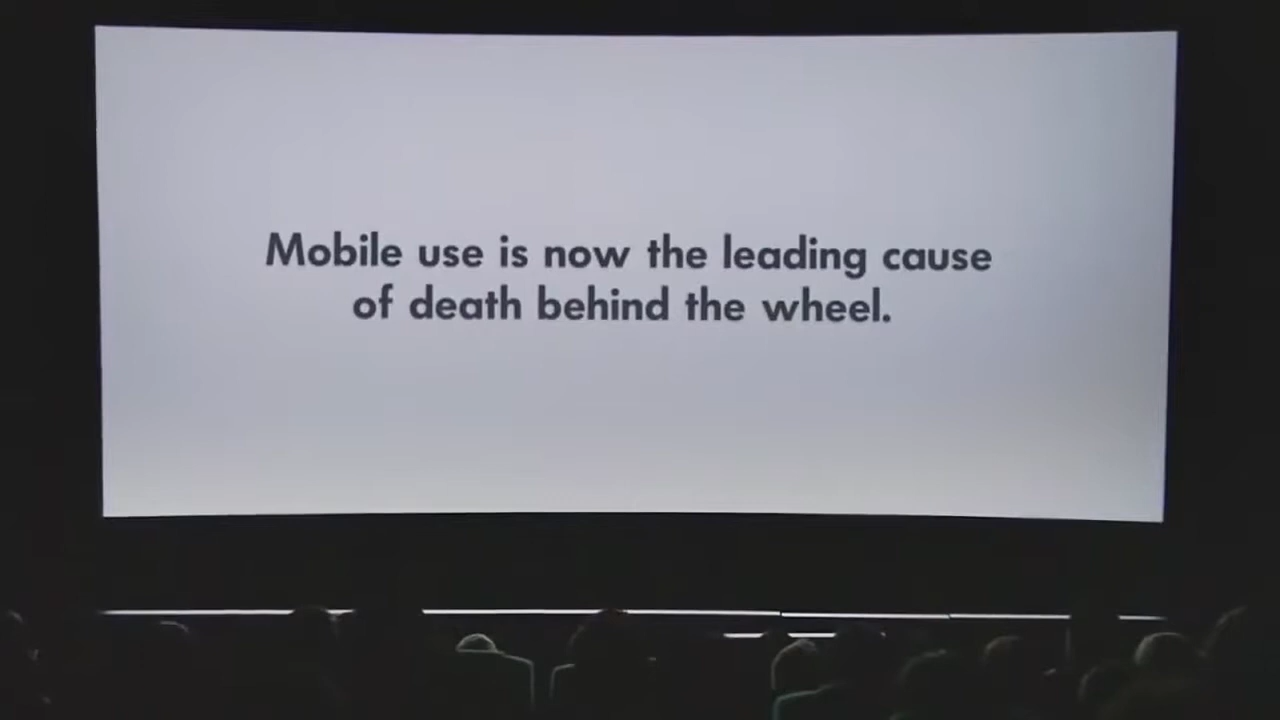 Mobile use is now the leading cause
of death behind the wheel.